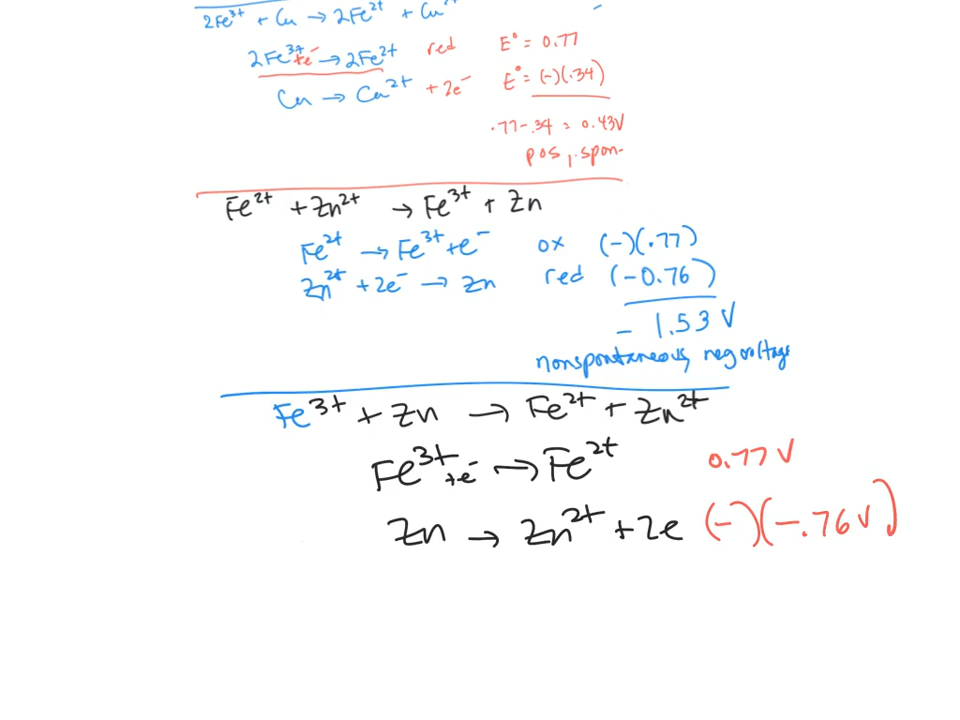 2Fe³⁺ + Cu → 2Fe²⁺ + Cu²⁺
2Fe³⁺ +e⁻ → 2Fe²⁺ red E° = 0.77
Cu → Cu²⁺ + 2e⁻ E° = (-)(.34)
.77-.34 = 0.43V
pos, spon-
Fe²⁺ + Zn²⁺ → Fe³⁺ + Zn
Fe²⁺ → Fe³⁺ + e⁻ ox (-)(.77)
Zn²⁺ + 2e⁻ → Zn red (-0.76)
- 1.53 V
nonspontaneous, neg voltage
Fe³⁺ + Zn → Fe²⁺ + Zn²⁺
Fe³⁺ +e⁻ → Fe²⁺ 0.77 V
Zn → Zn²⁺ + 2e (-)(-.76 V)